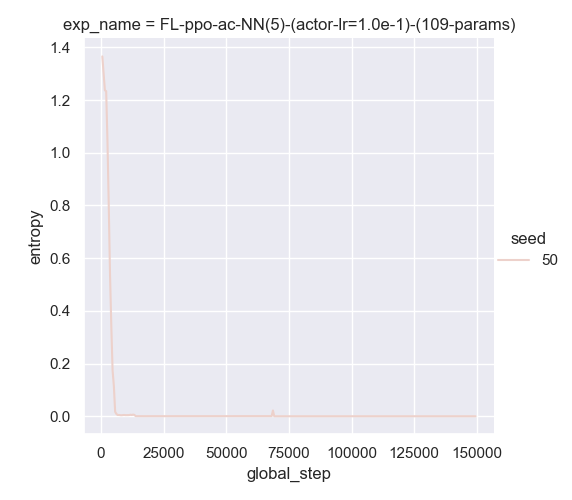 exp_name = FL-ppo-ac-NN(5)-(actor-lr=1.0e-1)-(109-params)
1.4
1.2
1.0
0.8
0.6
0.4
0.2
0.0
entropy
0 25000 50000 75000 100000 125000 150000
global_step
seed
50